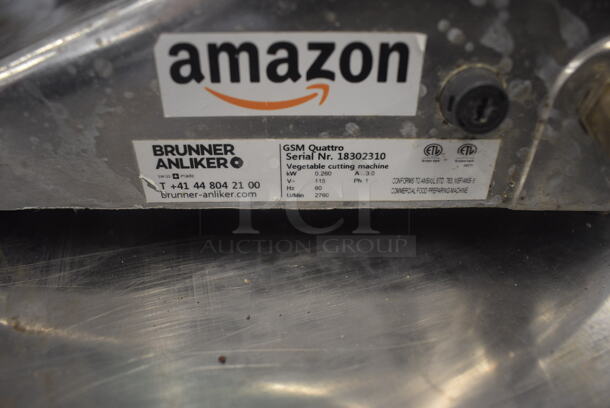 amazon
BRUNNER
ANLIKER
swiss made
T +41 44 804 21 00
brunner-anliker.com
GSM Quattro
Serial Nr. 18302310
Vegetable cutting machine
kW 0.260 A 3.0
V~ 115 Ph 1
Hz 60
U/Min 2760
ETL ETL
CONFORMS TO ANSI/UL STD. 763, NSF/ANSI 8
COMMERCIAL FOOD PREPARING MACHINE
AUCTION GROUP